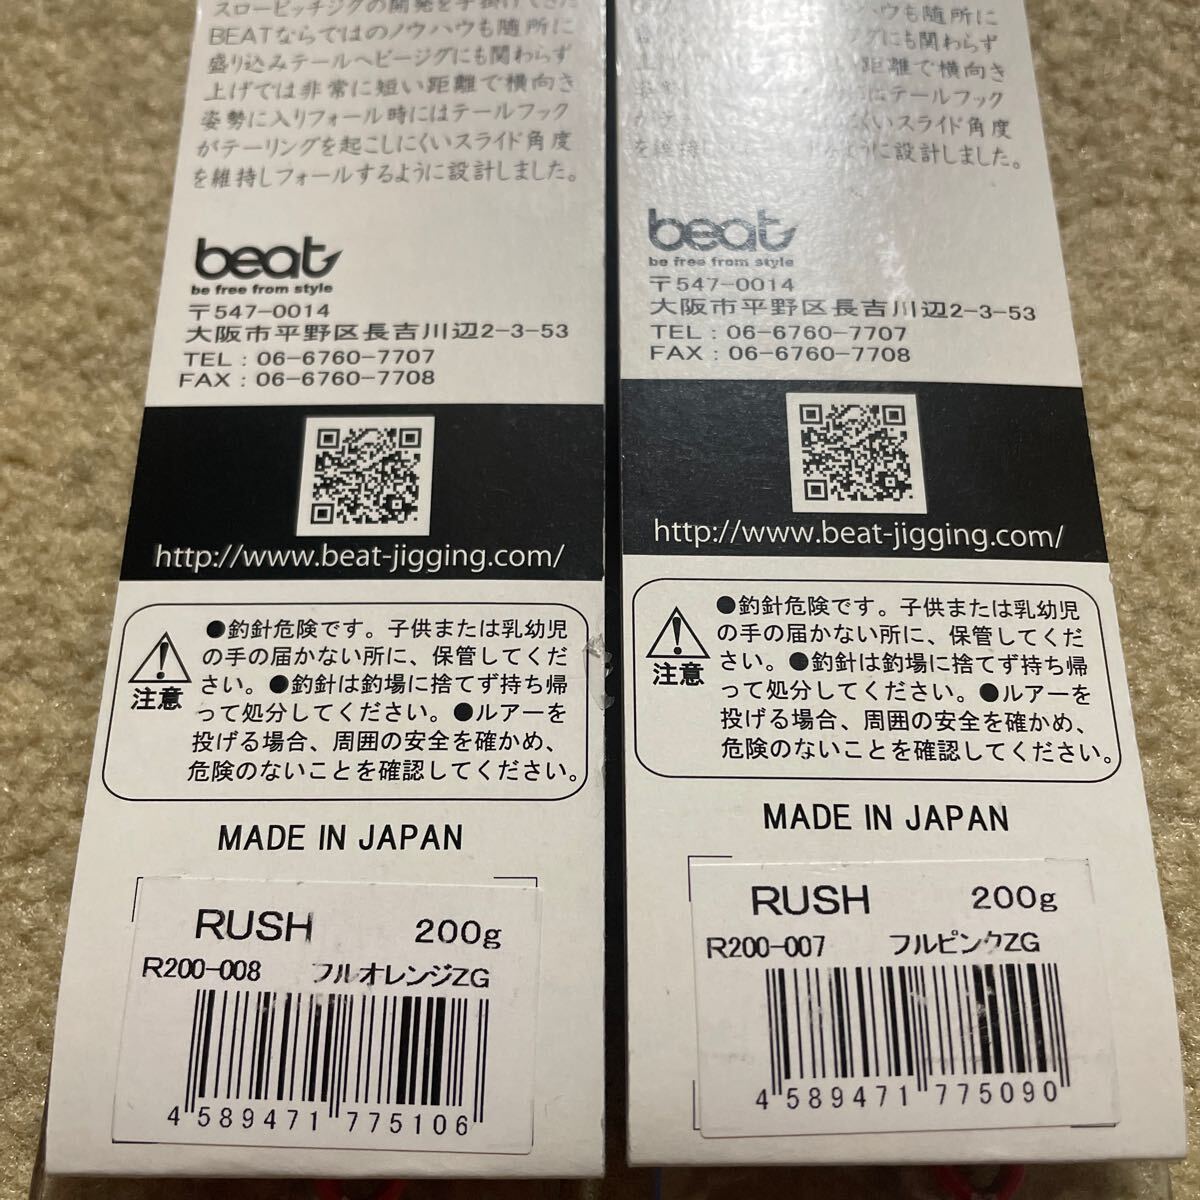 スローピッチジグの開発を手掛けてきた
BEATならではのノウハウも随所に
盛り込みテールヘビージグにも関わらず
上げでは非常に短い距離で横向き
姿勢に入りフォール時にはテールフック
がテーリングを起こしにくいスライド角度
を維持しフォールするように設計しました。
beat
be free from style
〒547-0014
大阪市平野区長吉川辺2-3-53
TEL：06-6760-7707
FAX：06-6760-7708
http://www.beat-jigging.com/
注意
●釣針危険です。子供または乳幼児
の手の届かない所に、保管してくだ
さい。●釣針は釣場に捨てず持ち帰
って処分してください。●ルアーを
投げる場合、周囲の安全を確かめ、
危険のないことを確認してください。
MADE IN JAPAN
RUSH 200g
R200-008 フルオレンジZG
4 589471 775106
ハウも随所に
グにも関わらず
距離で横向き
はテールフック
くいスライド角度
に設計しました。
beat
be free from style
〒547-0014
大阪市平野区長吉川辺2-3-53
TEL：06-6760-7707
FAX：06-6760-7708
http://www.beat-jigging.com/
注意
●釣針危険です。子供または乳幼児
の手の届かない所に、保管してくだ
さい。●釣針は釣場に捨てず持ち帰
って処分してください。●ルアーを
投げる場合、周囲の安全を確かめ、
危険のないことを確認してください。
MADE IN JAPAN
RUSH 200g
R200-007 フルピンクZG
4 589471 775090